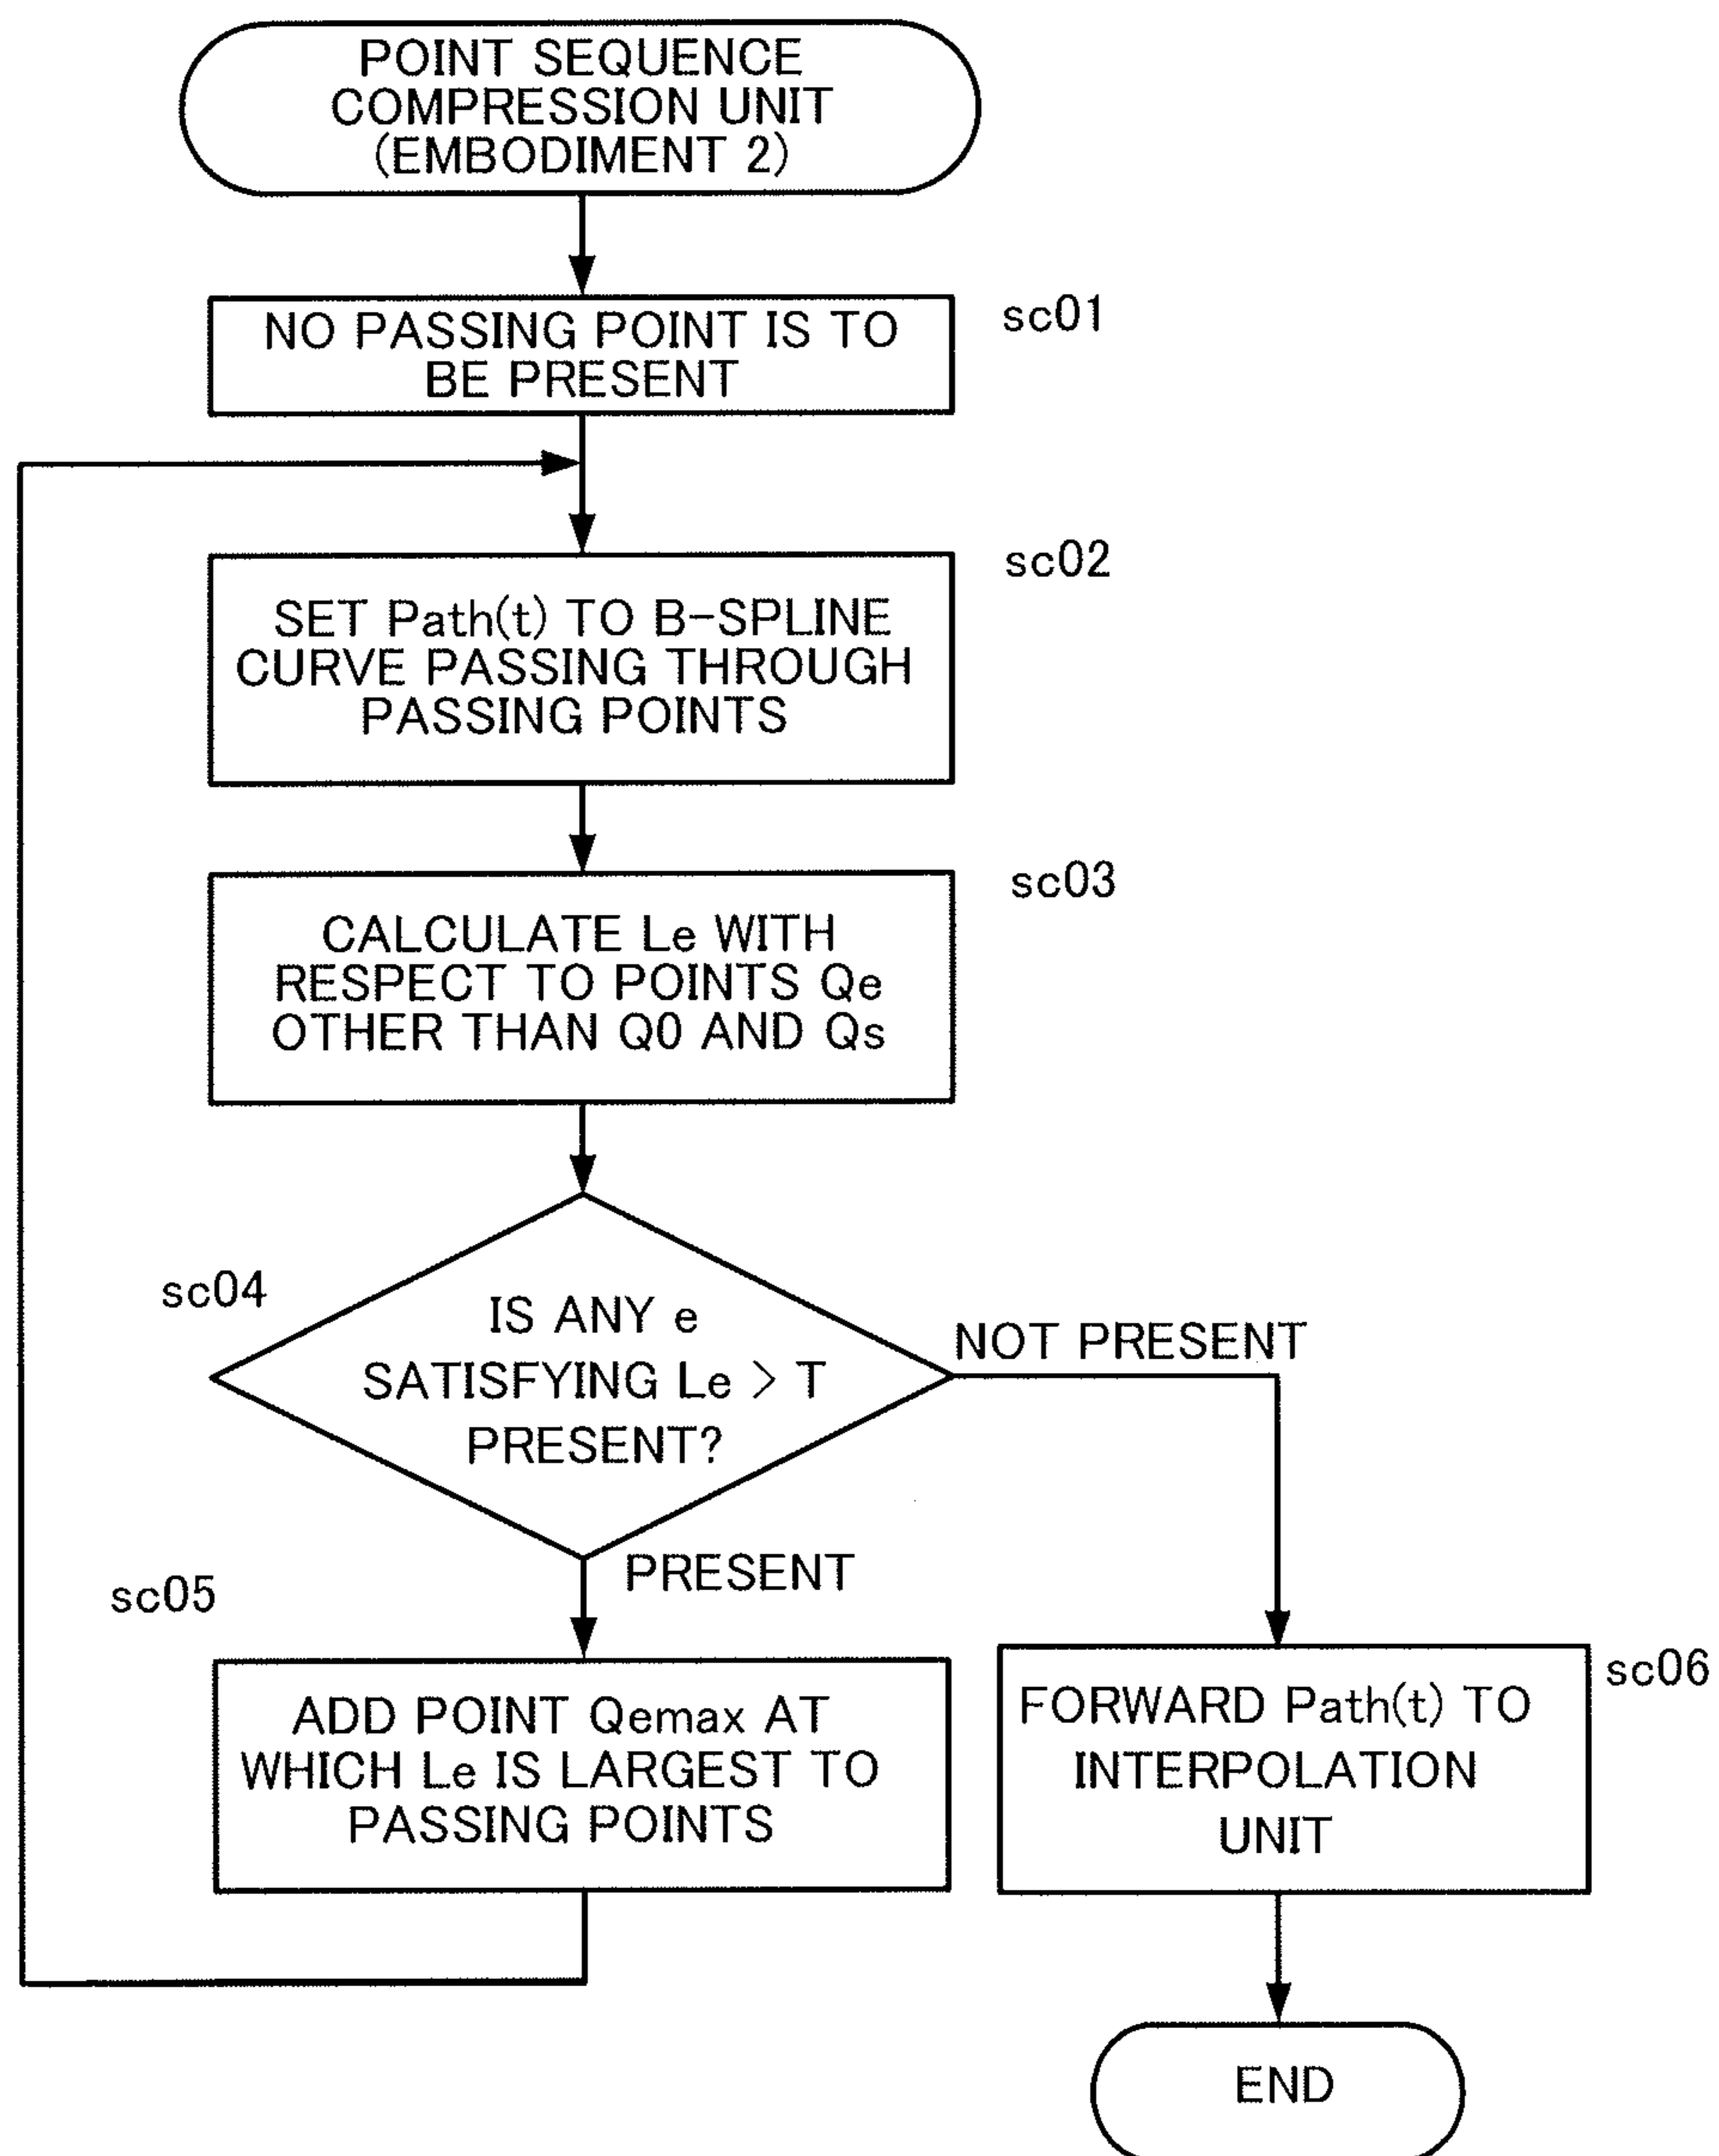 POINT SEQUENCE
COMPRESSION UNIT
(EMBODIMENT 2)
sc01
NO PASSING POINT IS TO
BE PRESENT
sc02
SET Path(t) TO B-SPLINE
CURVE PASSING THROUGH
PASSING POINTS
sc03
CALCULATE Le WITH
RESPECT TO POINTS Qe
OTHER THAN Q0 AND Qs
sc04
IS ANY e
SATISFYING Le > T
PRESENT?
NOT PRESENT
PRESENT
sc05
ADD POINT Qemax AT
WHICH Le IS LARGEST TO
PASSING POINTS
sc06
FORWARD Path(t) TO
INTERPOLATION
UNIT
END